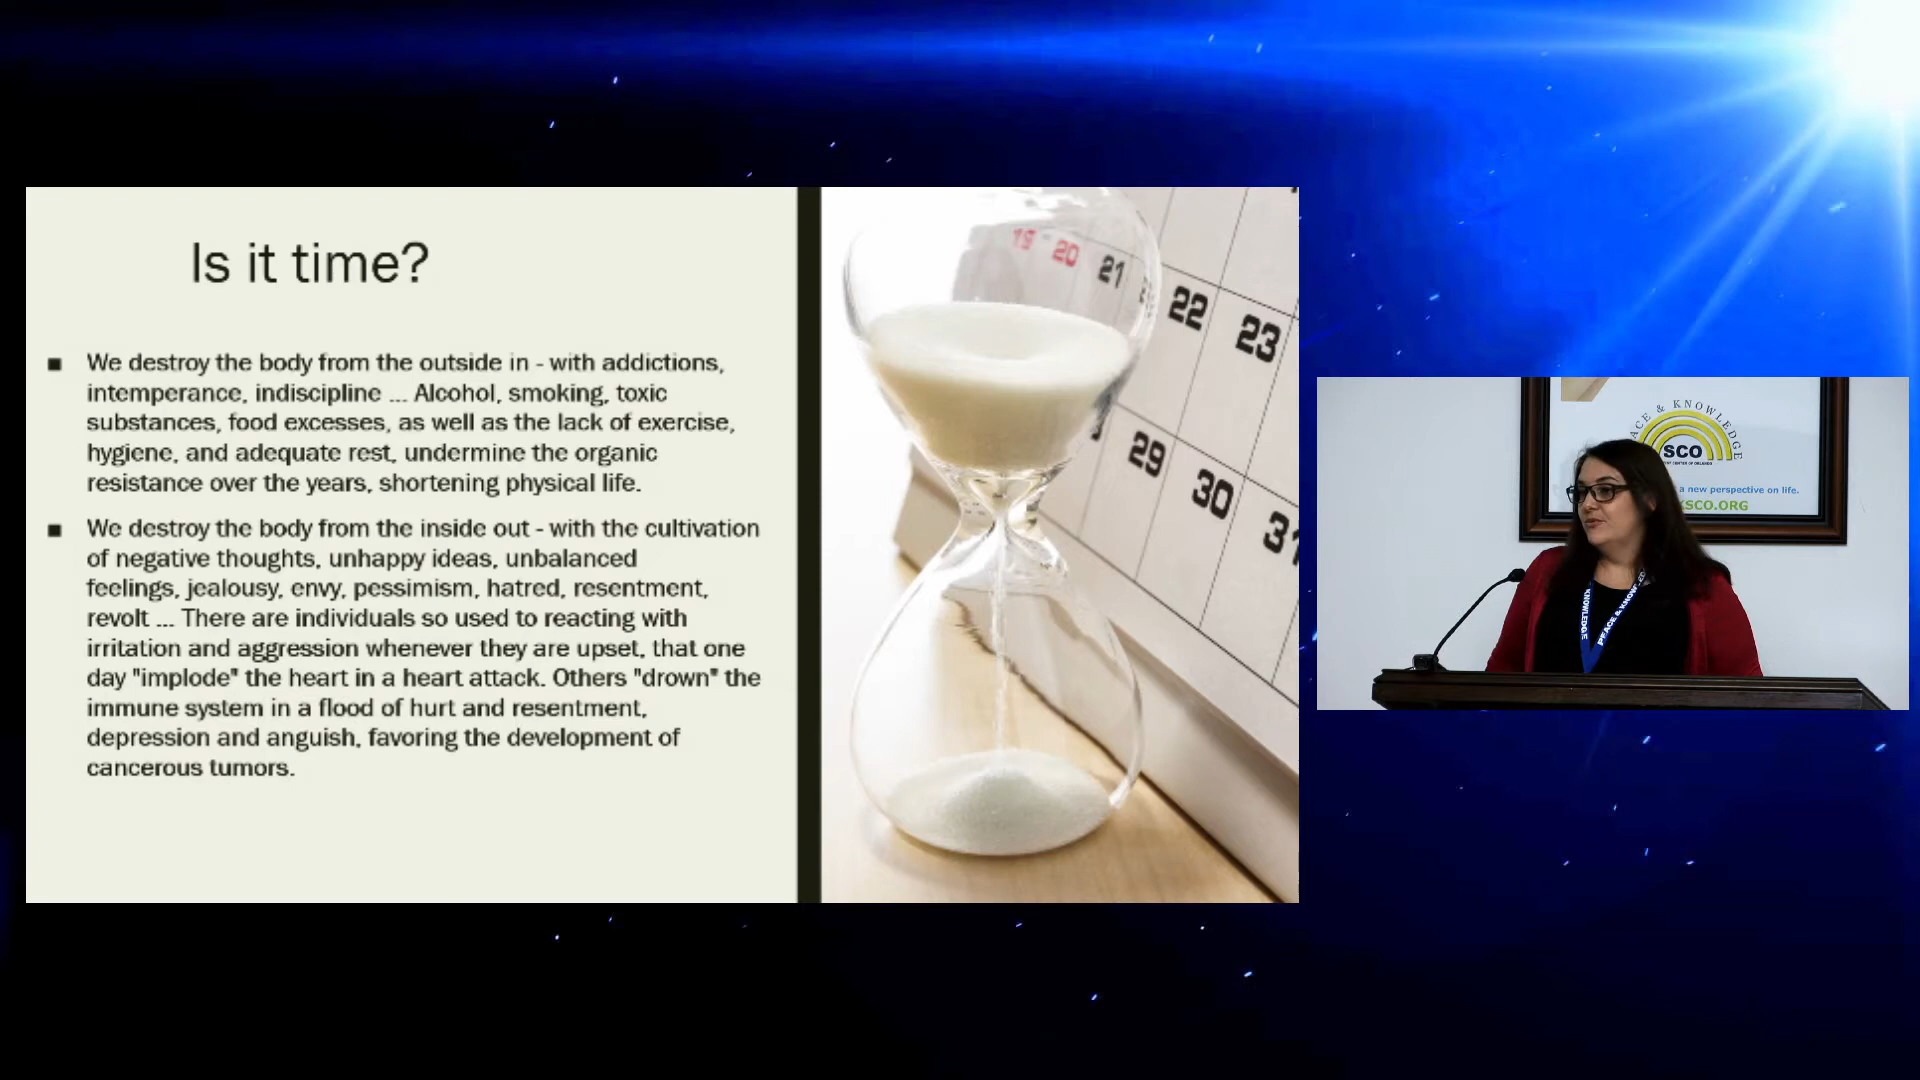 Is it time?
We destroy the body from the outside in - with addictions,
intemperance, indiscipline ... Alcohol, smoking, toxic
substances, food excesses, as well as the lack of exercise,
hygiene, and adequate rest, undermine the organic
resistance over the years, shortening physical life.
We destroy the body from the inside out - with the cultivation
of negative thoughts, unhappy ideas, unbalanced
feelings, jealousy, envy, pessimism, hatred, resentment,
revolt ... There are individuals so used to reacting with
irritation and aggression whenever they are upset, that one
day "implode" the heart in a heart attack. Others "drown" the
immune system in a flood of hurt and resentment,
depression and anguish, favoring the development of
cancerous tumors.
19 20 21 22 23
29 30 31
& KNOWLEDGE
SCO
a new perspective on life.
KSCO.ORG
KNOWLEDGE
PEACE &